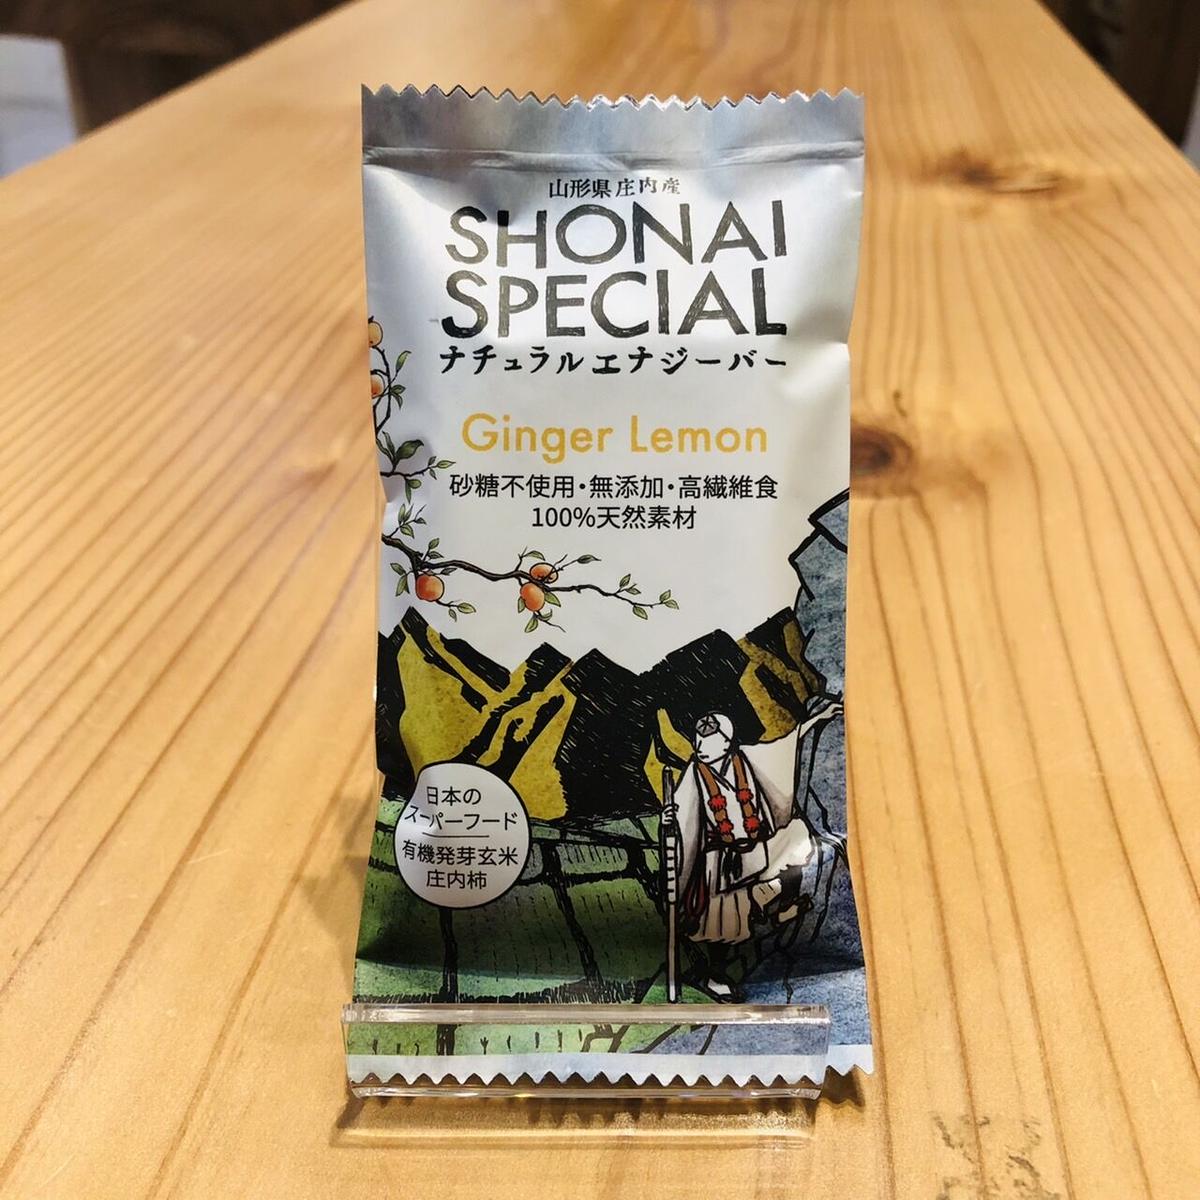 山形県庄内産
SHONAI
SPECIAL
ナチュラルエナジーバー
Ginger Lemon
砂糖不使用・無添加・高繊維食
100%天然素材
日本の
スーパーフード
有機発芽玄米
庄内柿